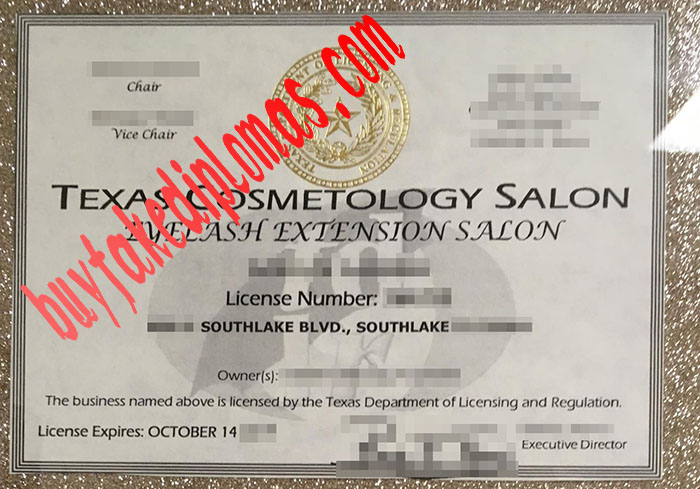 Chair
Vice Chair
buyfakediplomas.com
TEXAS COSMETOLOGY SALON
EYELASH EXTENSION SALON
License Number:
SOUTHLAKE BLVD., SOUTHLAKE
Owner(s):
The business named above is licensed by the Texas Department of Licensing and Regulation.
License Expires: OCTOBER 14
Executive Director